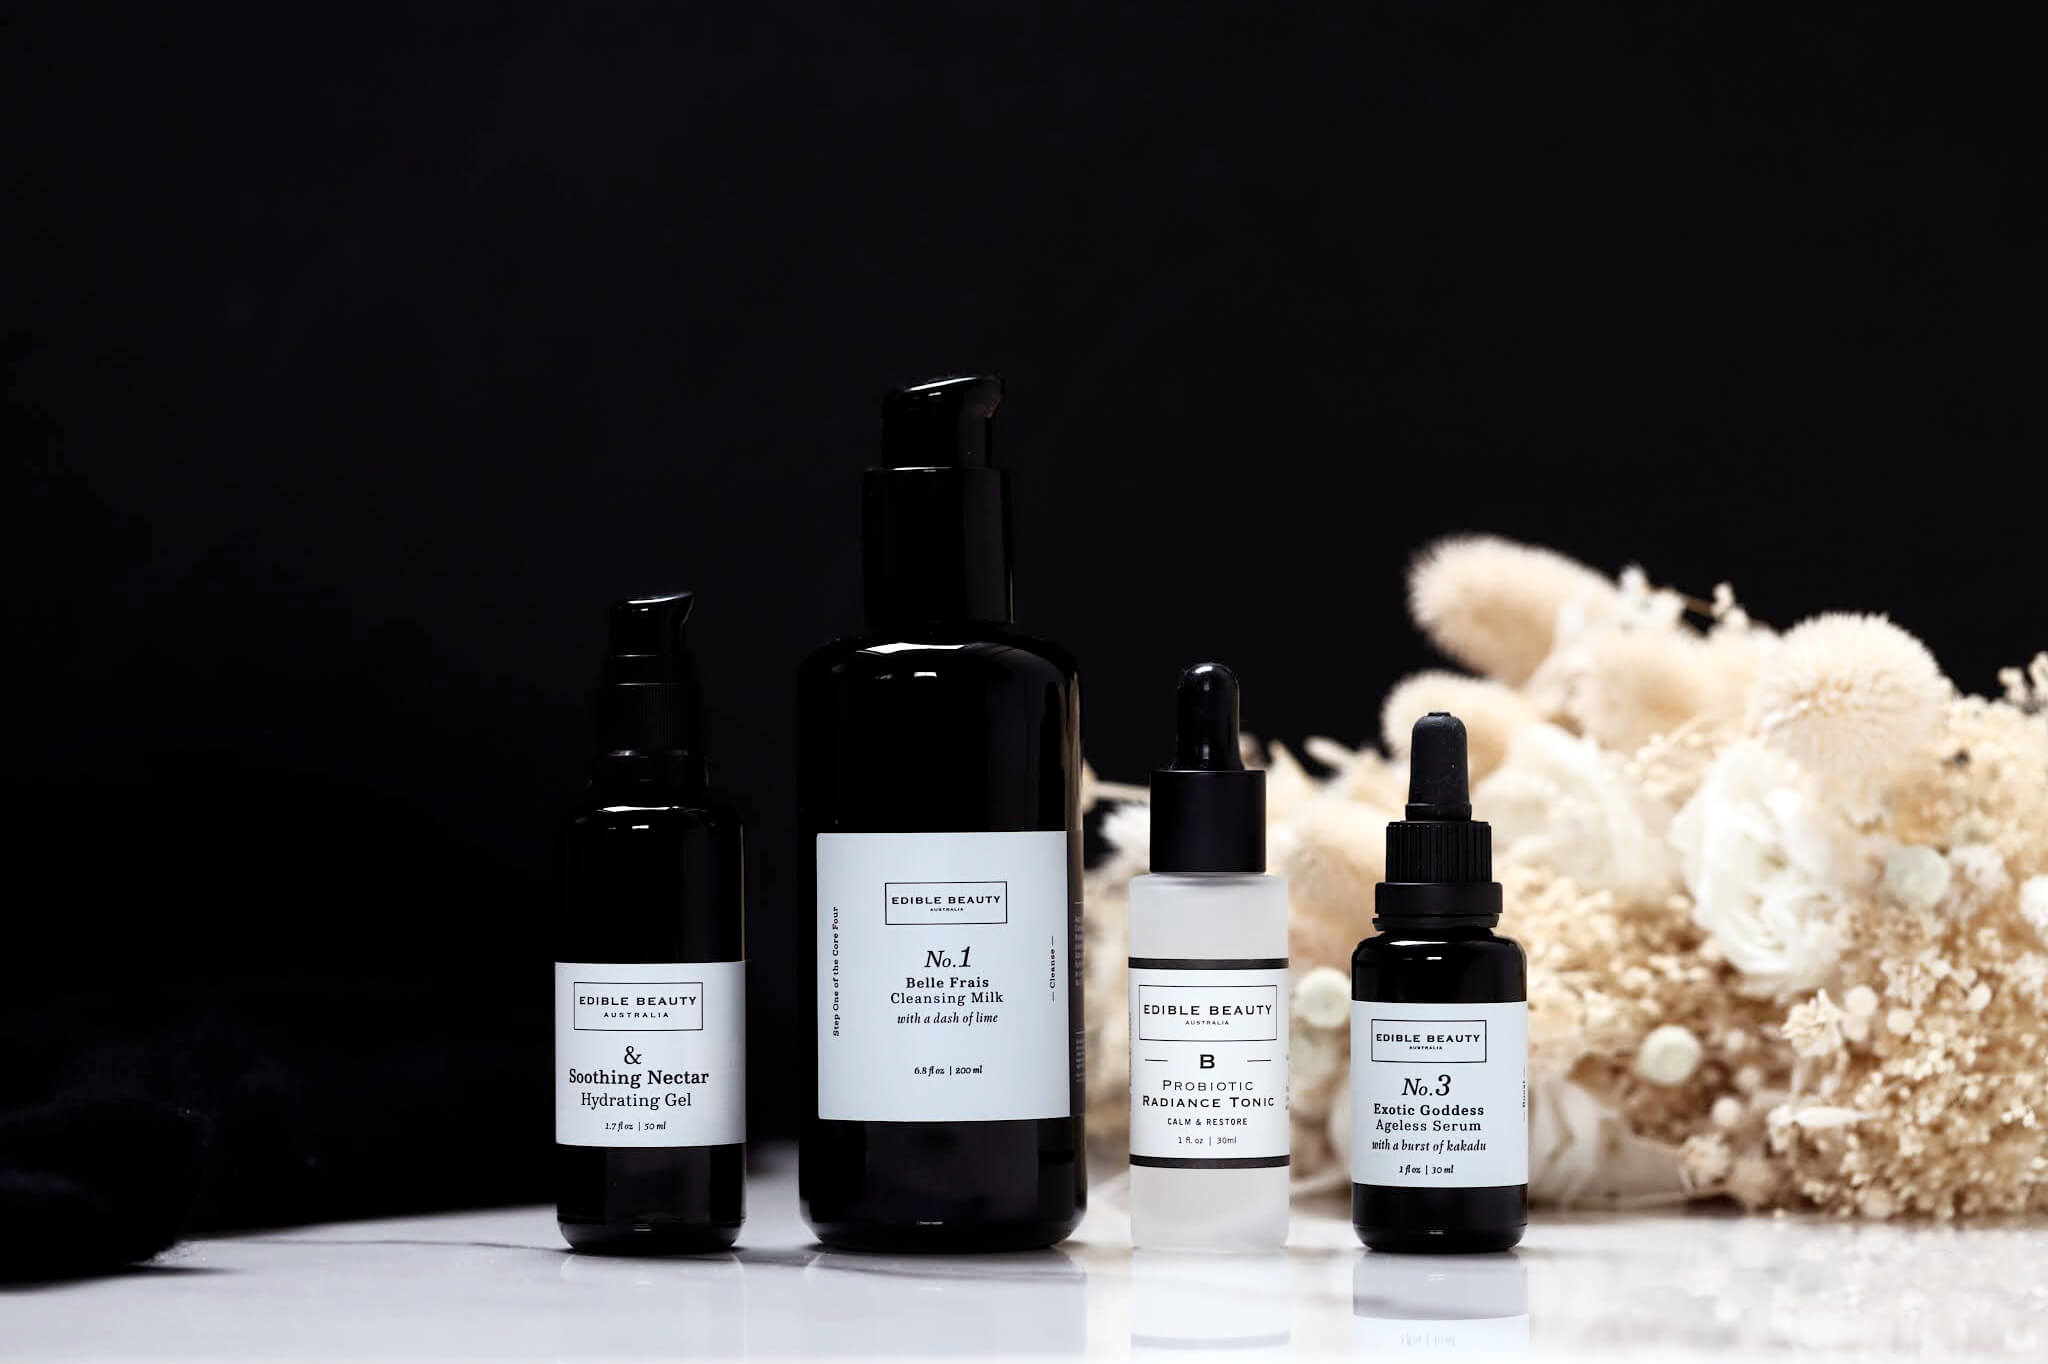 EDIBLE BEAUTY
AUSTRALIA
&
Soothing Nectar
Hydrating Gel
1.7 fl oz | 50 ml
Step One of the Core Four
EDIBLE BEAUTY
AUSTRALIA
No.1
Belle Frais
Cleansing Milk
with a dash of lime
6.8 fl oz | 200 ml
— Cleanse —
EDIBLE BEAUTY
AUSTRALIA
B
PROBIOTIC
RADIANCE TONIC
CALM & RESTORE
1 fl. oz | 30ml
EDIBLE BEAUTY
AUSTRALIA
No.3
Exotic Goddess
Ageless Serum
with a burst of kakadu
1 fl oz | 30 ml